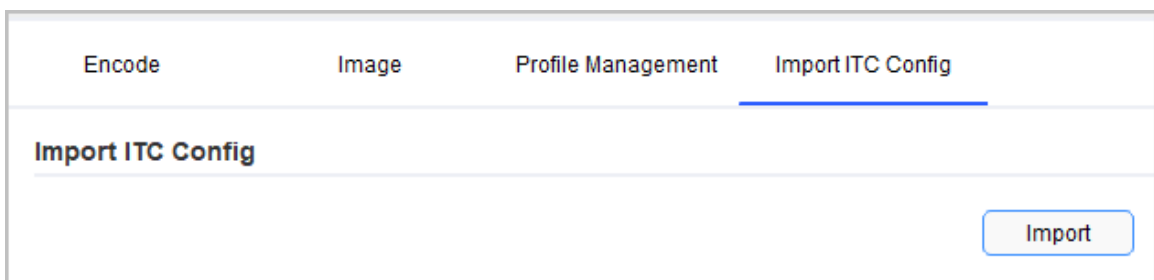 Encode Image Profile Management Import ITC Config
Import ITC Config
Import